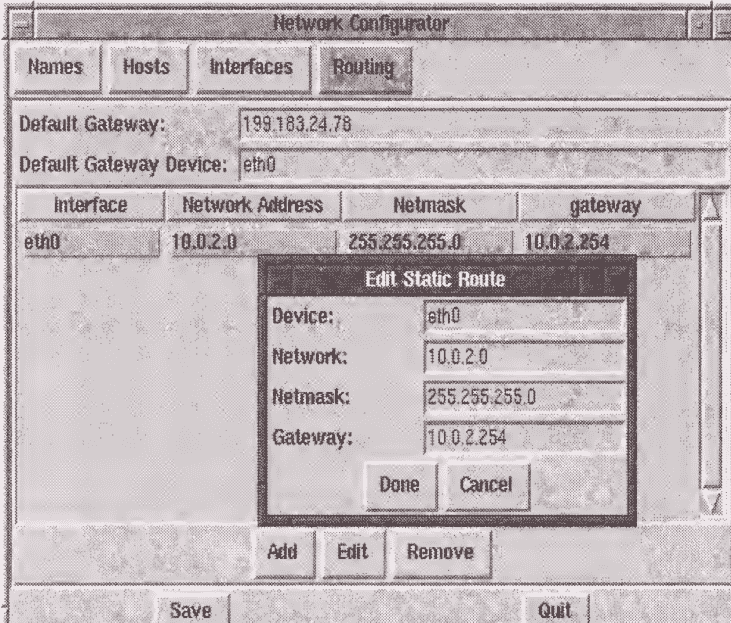 Network Configurator
Names Hosts Interfaces Routing
Default Gateway: 199.183.24.78
Default Gateway Device: eth0
Interface Network Address Netmask gateway
eth0 10.0.2.0 255.255.255.0 10.0.2.254
Edit Static Route
Device: eth0
Network: 10.0.2.0
Netmask: 255.255.255.0
Gateway: 10.0.2.254
Done Cancel
Add Edit Remove
Save Quit